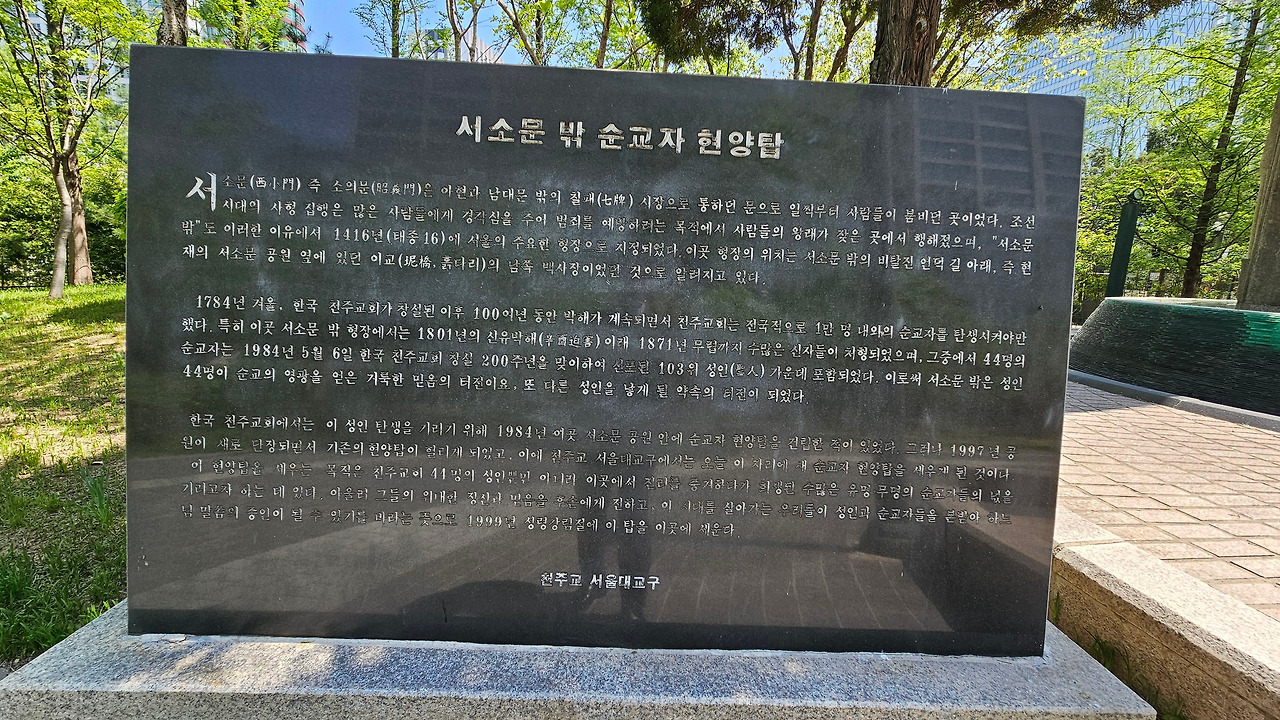 서소문 밖 순교자 현양탑
서소문(西小門) 즉 소의문(昭義門)은 아현과 남대문 밖의 칠패(七牌) 시장으로 통하던 문으로 일찍부터 사람들이 붐비던 곳이었다. 조선
시대의 사형 집행은 많은 사람들에게 경각심을 주어 범죄를 예방하려는 목적에서 사람들의 왕래가 잦은 곳에서 행해졌으며, "서소문
밖"도 이러한 이유에서 1416년(태종 16)에 서울의 주요한 형장으로 지정되었다. 이곳 형장의 위치는 서소문 밖의 비탈진 언덕 길 아래, 즉 현
재의 서소문 공원 옆에 있던 이교(圯橋, 흙다리)의 남쪽 백사장이었던 것으로 알려지고 있다.
1784년 겨울, 한국 천주교회가 창설된 이후 100여년 동안 박해가 계속되면서 천주교회는 전국적으로 1만 명 내외의 순교자를 탄생시켜야만
했다. 특히 이곳 서소문 밖 형장에서는 1801년의 신유박해(辛酉迫害) 이래 1871년 무렵까지 수많은 신자들이 처형되었으며, 그중에서 44명의
순교자는 1984년 5월 6일 한국 천주교회 창설 200주년을 맞이하여 선포된 103위 성인(聖人) 가운데 포함되었다. 이로써 서소문 밖은 성인
44명이 순교의 영광을 얻은 거룩한 믿음의 터전이요, 또 다른 성인을 낳게 될 약속의 터전이 되었다.
한국 천주교회에서는 이 성인 탄생을 기리기 위해 1984년 이곳 서소문 공원 안에 순교자 현양탑을 건립한 적이 있었다. 그러나 1997년 공
원이 새로 단장되면서 기존의 현양탑이 헐리게 되었고, 이에 천주교 서울대교구에서는 오늘 이 자리에 새 순교자 현양탑을 세우게 된 것이다.
이 현양탑을 세우는 목적은 천주교회 44명의 성인뿐만 아니라 이곳에서 진리를 증거하다가 희생된 수많은 유명 무명의 순교자들의 넋을
기리고자 하는 데 있다. 아울러 그들의 위대한 정신과 믿음을 후손에게 전하고, 이 시대를 살아가는 우리들이 성인과 순교자들을 본받아 하느
님 말씀의 증인이 될 수 있기를 바라는 뜻으로 1999년 성령강림절에 이 탑을 이곳에 세운다.
천주교 서울대교구